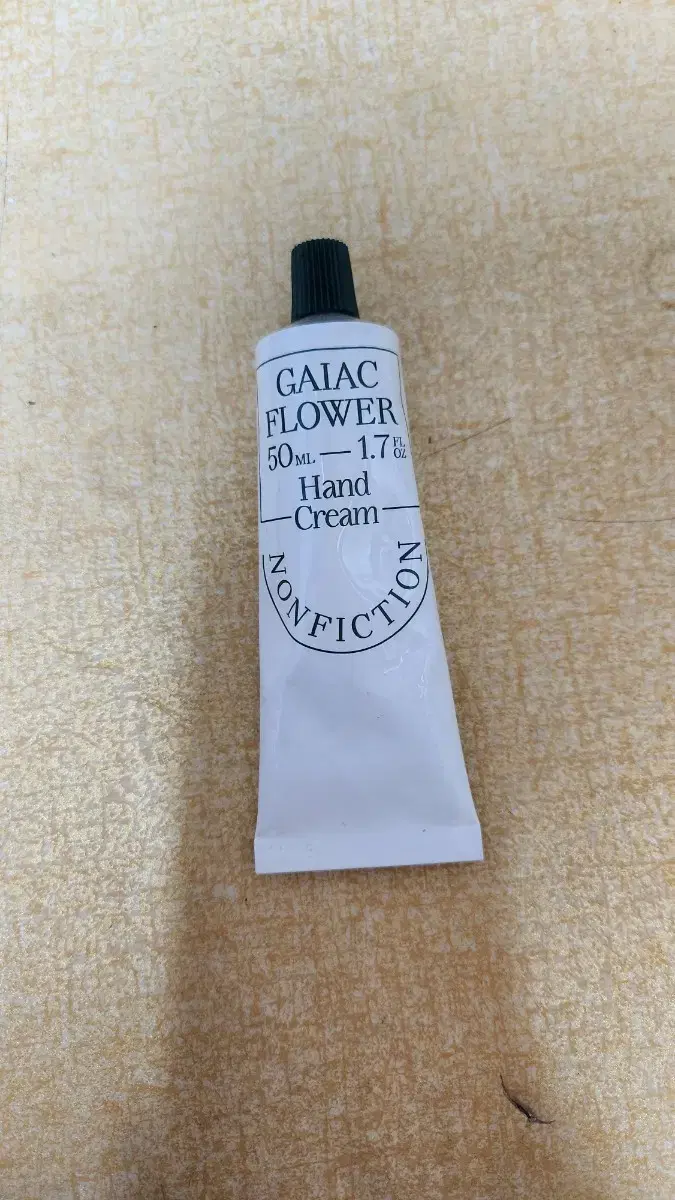 GAIAC
FLOWER
50ML — 1.7 FL OZ
Hand
Cream
NONFICTION